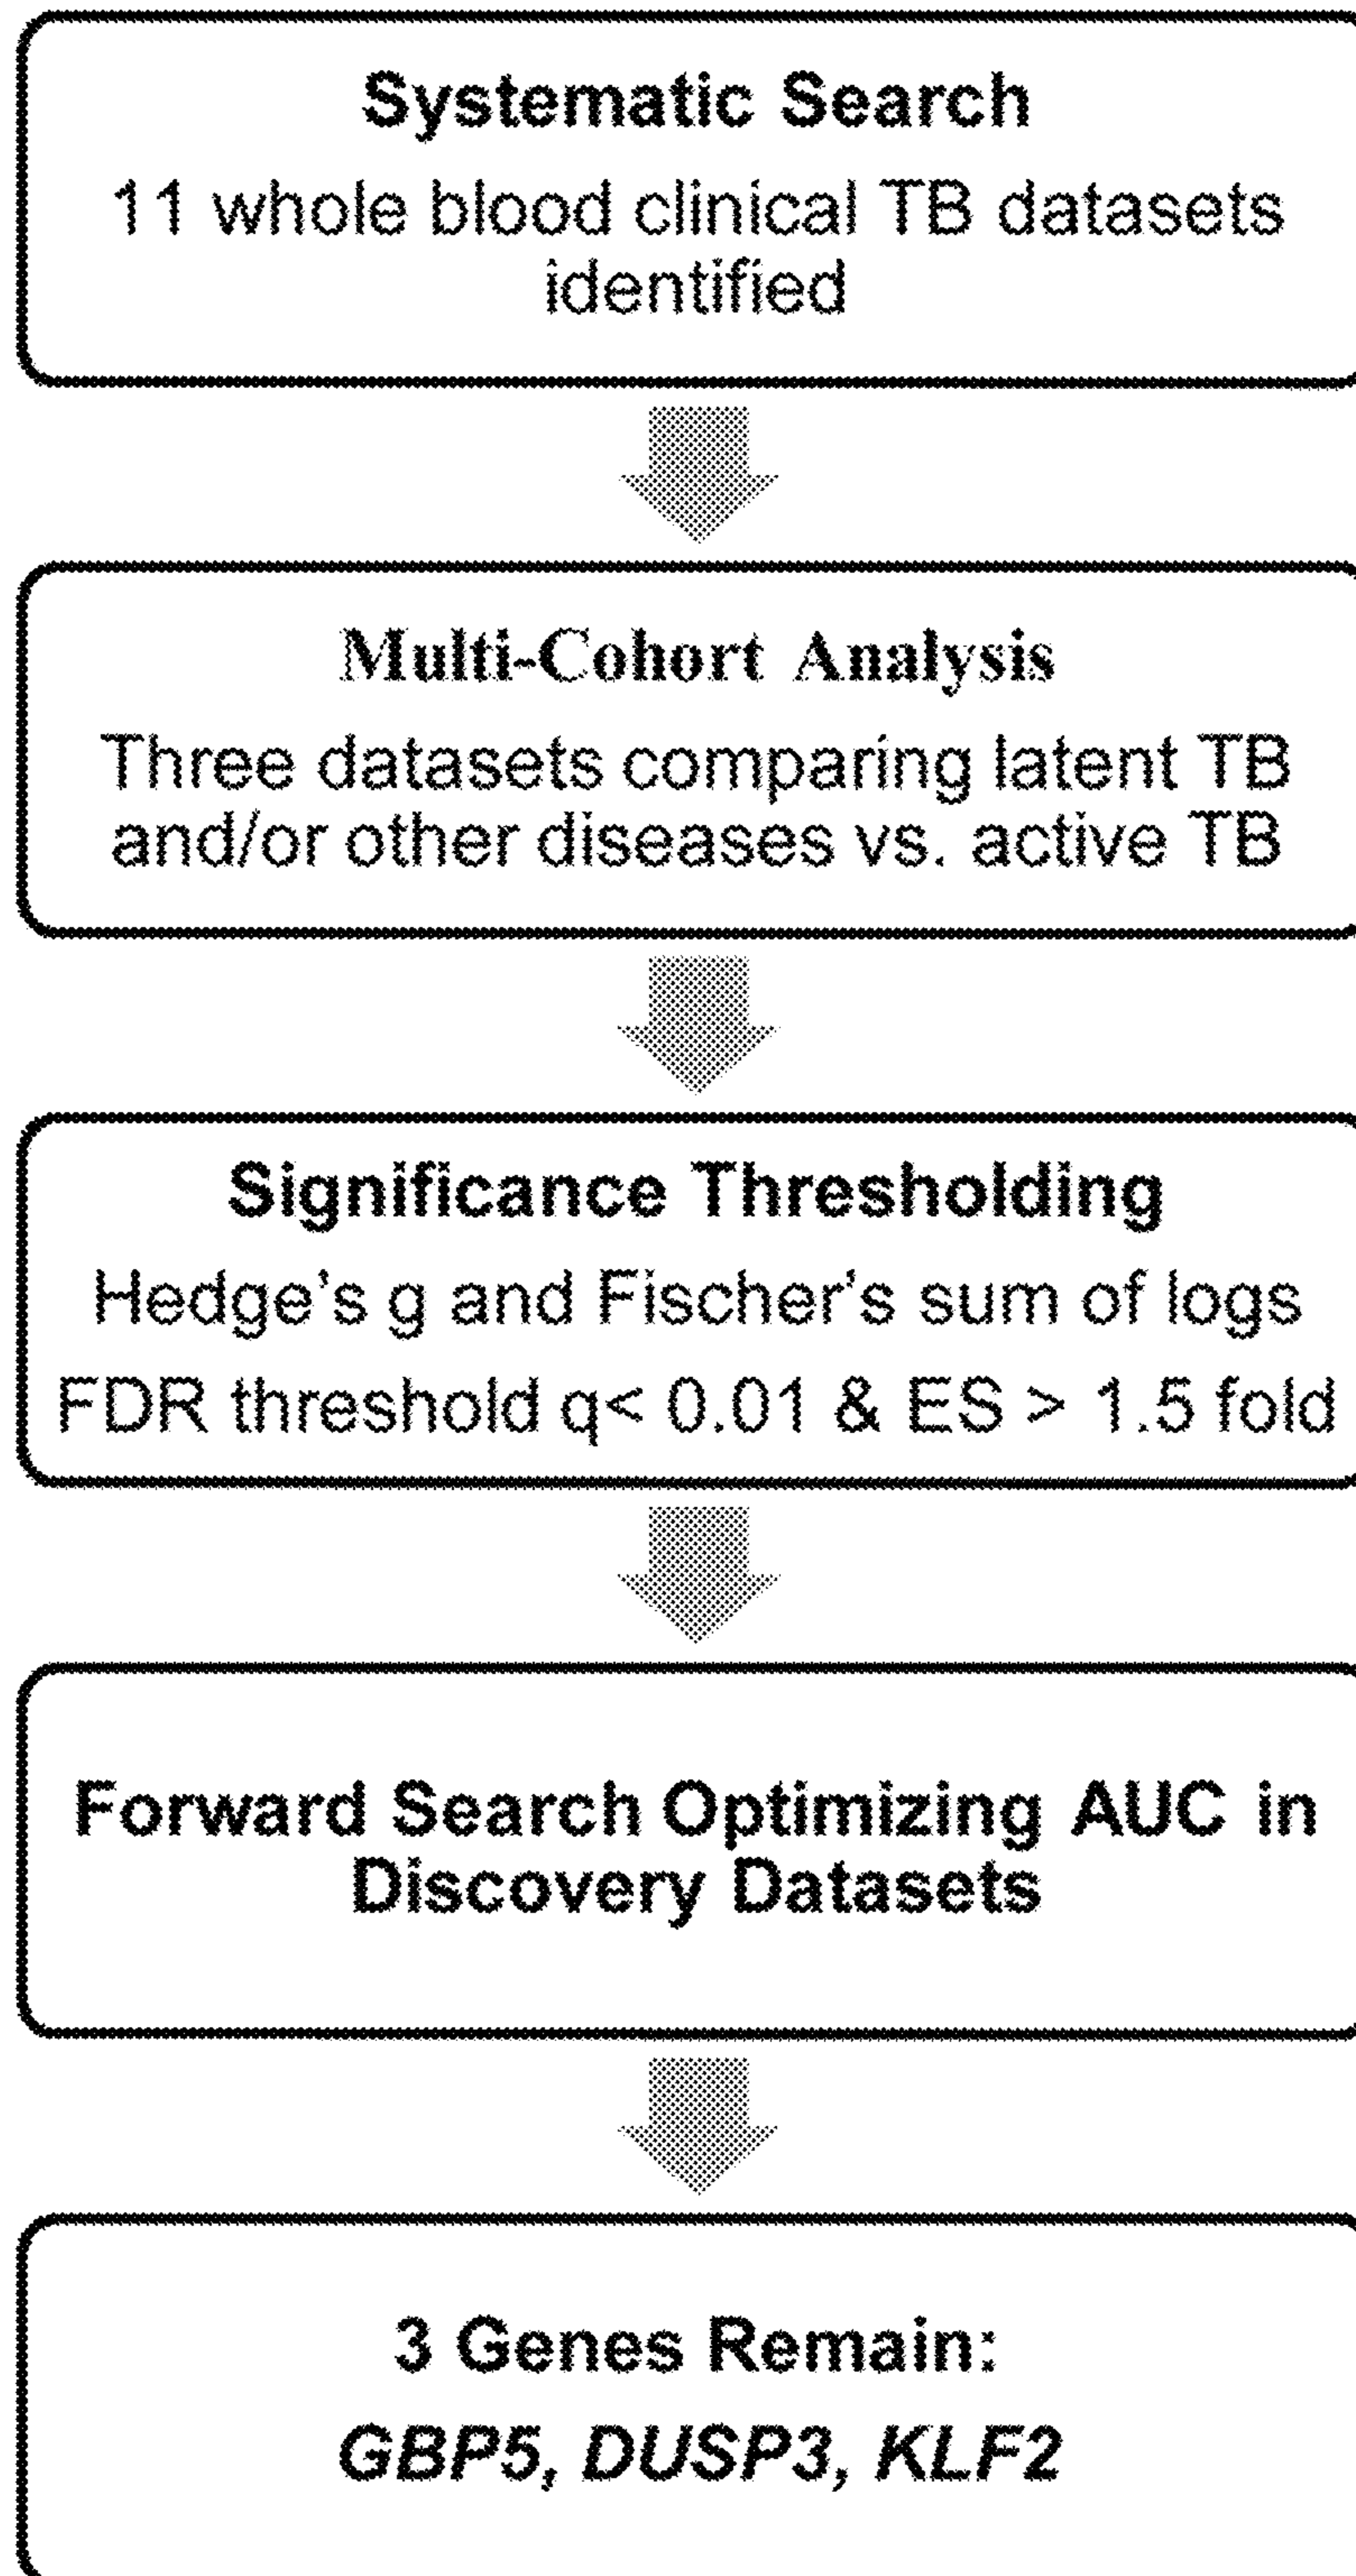 Systematic Search
11 whole blood clinical TB datasets
identified
Multi-Cohort Analysis
Three datasets comparing latent TB
and/or other diseases vs. active TB
Significance Thresholding
Hedge's g and Fischer's sum of logs
FDR threshold q< 0.01 & ES > 1.5 fold
Forward Search Optimizing AUC in
Discovery Datasets
3 Genes Remain:
GBP5, DUSP3, KLF2